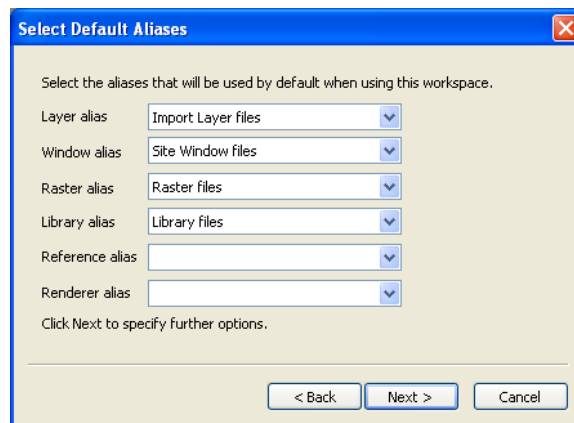 Select Default Aliases
Select the aliases that will be used by default when using this workspace.
Layer alias Import Layer files
Window alias Site Window files
Raster alias Raster files
Library alias Library files
Reference alias
Renderer alias
Click Next to specify further options.
< Back Next > Cancel